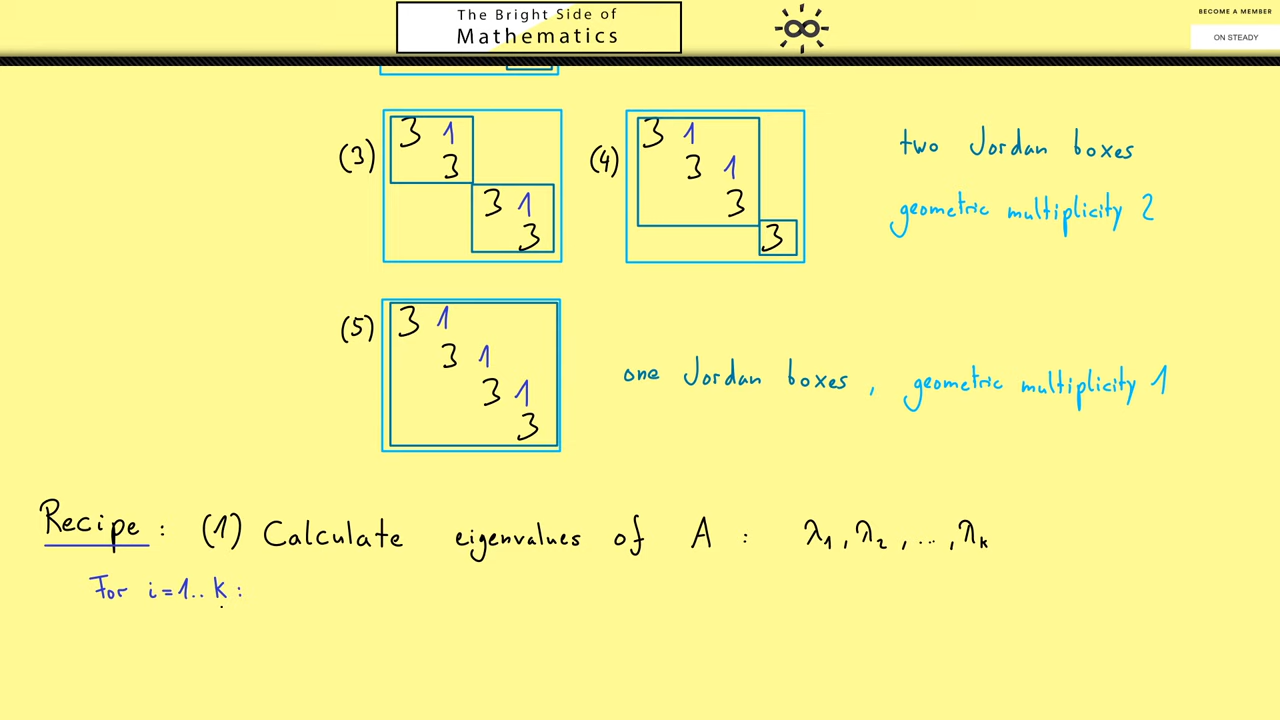 The Bright Side of
Mathematics
BECOME A MEMBER
ON STEADY
(3) 3 1
3
3 1
3
(4) 3 1
3 1
3
3
two Jordan boxes
geometric multiplicity 2
(5) 3 1
3 1
3 1
3
one Jordan boxes, geometric multiplicity 1
Recipe: (1) Calculate eigenvalues of A: λ₁, λ₂, ..., λₖ
For i=1..k: